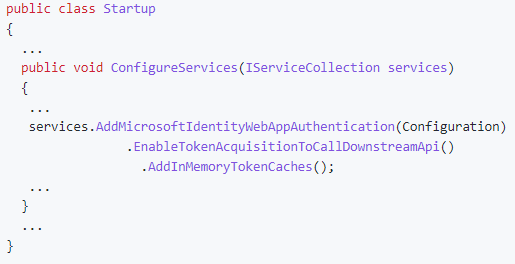 public class Startup
{
  ...
  public void ConfigureServices(IServiceCollection services)
  {
   ...
   services.AddMicrosoftIdentityWebAppAuthentication(Configuration)
                .EnableTokenAcquisitionToCallDownstreamApi()
                  .AddInMemoryTokenCaches();
   ...
  }
  ...
}